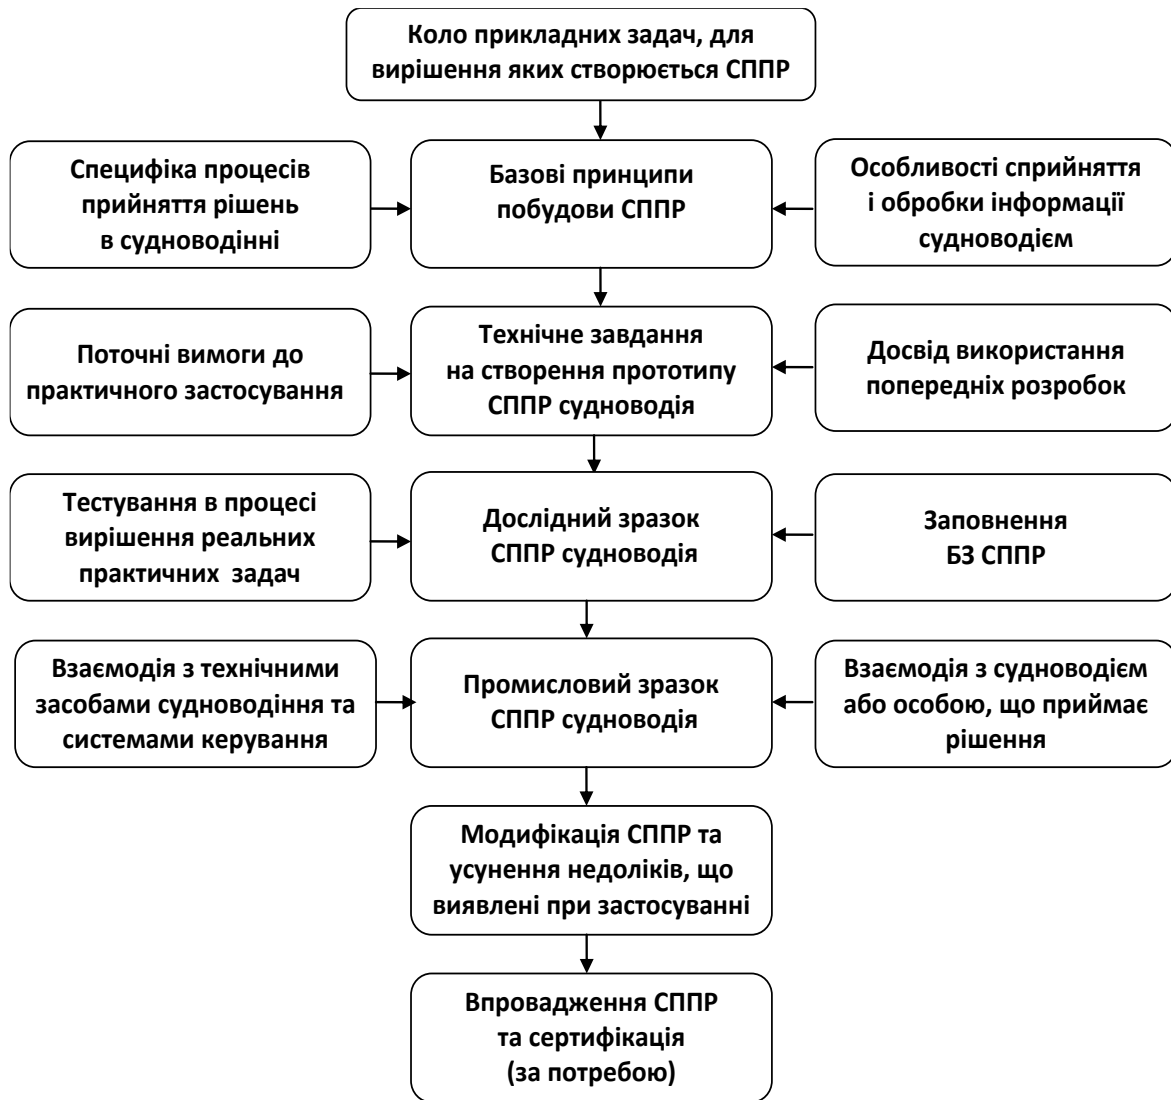 Коло прикладних задач, для
вирішення яких створюється СППР
Специфіка процесів
прийняття рішень
в судноводінні
Базові принципи
побудови СППР
Особливості сприйняття
і обробки інформації
судноводієм
Поточні вимоги до
практичного застосування
Технічне завдання
на створення прототипу
СППР судноводія
Досвід використання
попередніх розробок
Тестування в процесі
вирішення реальних
практичних задач
Дослідний зразок
СППР судноводія
Заповнення
БЗ СППР
Взаємодія з технічними
засобами судноводіння та
системами керування
Промисловий зразок
СППР судноводія
Взаємодія з судноводієм
або особою, що приймає
рішення
Модифікація СППР та
усунення недоліків, що
виявлені при застосуванні
Впровадження СППР
та сертифікація
(за потребою)